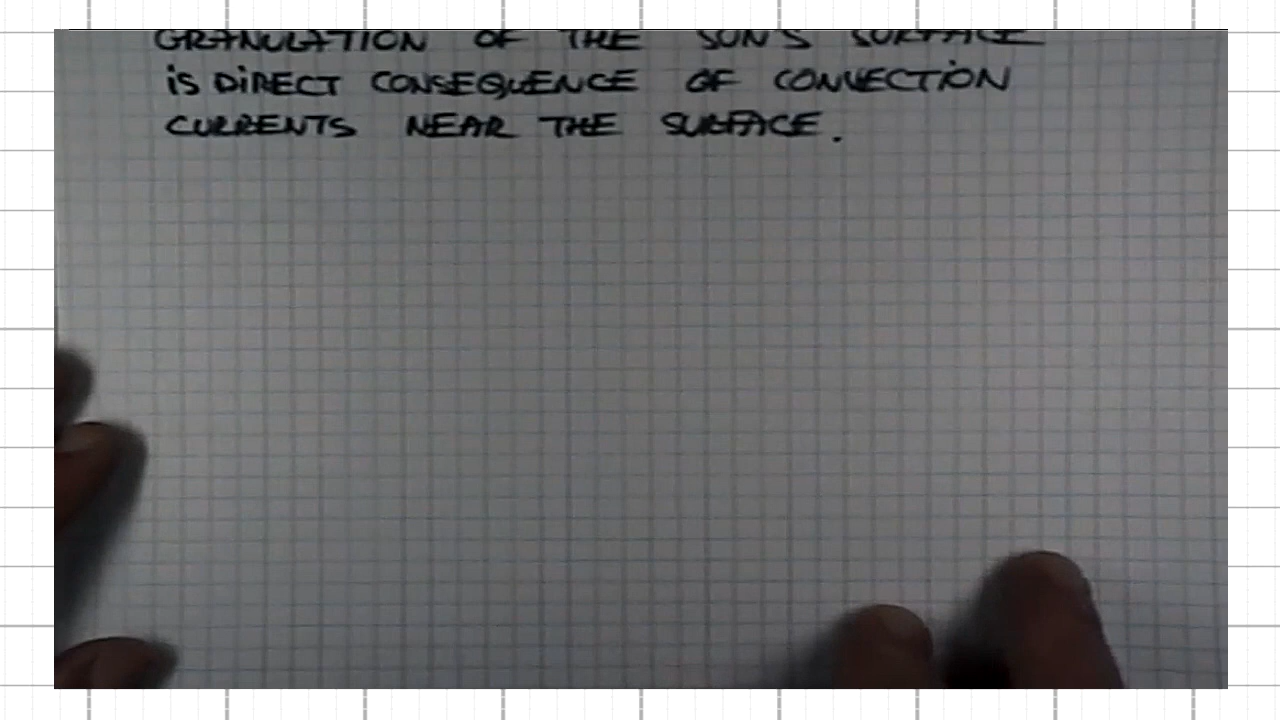 GRANULATION OF THE SUN'S SURFACE
iS DiRECT CONSEQUENCE OF CONVECTiON
CURRENTS NEAR THE SURFACE.